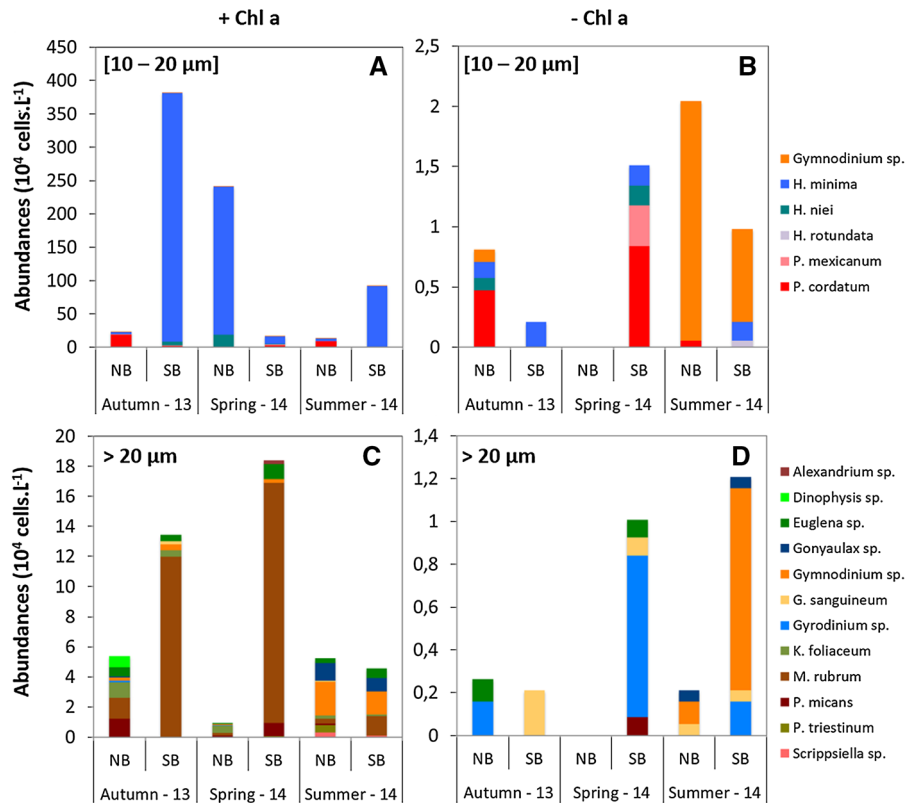 + Chl a
- Chl a
Abundances (10⁴ cells.L⁻¹)
450
400
350
300
250
200
150
100
50
0
[10 – 20 µm]
A
NB
SB
NB
SB
NB
SB
Autumn - 13
Spring - 14
Summer - 14
2,5
2
1,5
1
0,5
0
[10 – 20 µm]
B
NB
SB
NB
SB
NB
SB
Autumn - 13
Spring - 14
Summer - 14
Gymnodinium sp.
H. minima
H. niei
H. rotundata
P. mexicanum
P. cordatum
Abundances (10⁴ cells.L⁻¹)
20
18
16
14
12
10
8
6
4
2
0
> 20 µm
C
NB
SB
NB
SB
NB
SB
Autumn - 13
Spring - 14
Summer - 14
1,4
1,2
1
0,8
0,6
0,4
0,2
0
> 20 µm
D
NB
SB
NB
SB
NB
SB
Autumn - 13
Spring - 14
Summer - 14
Alexandrium sp.
Dinophysis sp.
Euglena sp.
Gonyaulax sp.
Gymnodinium sp.
G. sanguineum
Gyrodinium sp.
K. foliaceum
M. rubrum
P. micans
P. triestinum
Scrippsiella sp.